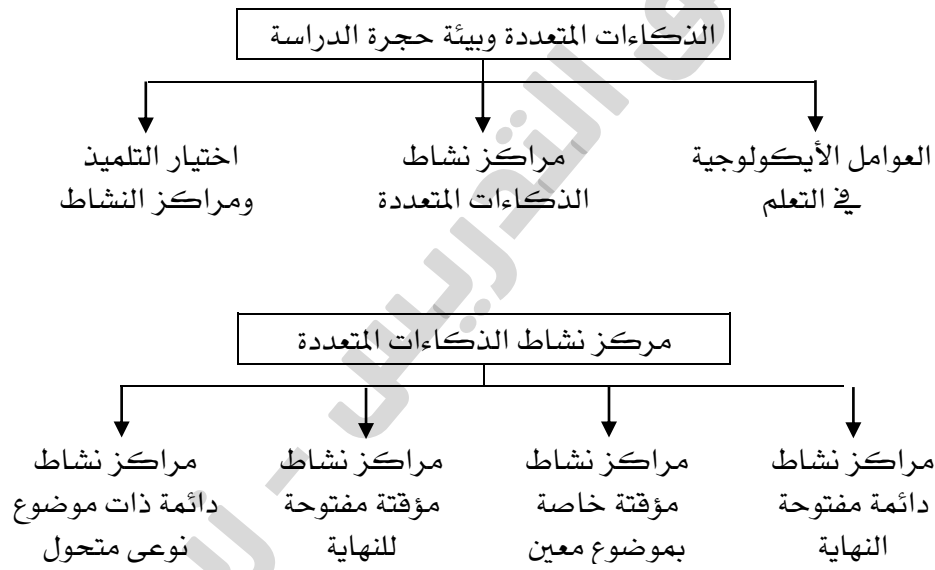 الذكاءات المتعددة وبيئة حجرة الدراسة
العوامل الأيكولوجية
في التعلم
مراكز نشاط
الذكاءات المتعددة
اختيار التلميذ
ومراكز النشاط
مركز نشاط الذكاءات المتعددة
مراكز نشاط
دائمة مفتوحة
النهاية
مراكز نشاط
مؤقتة خاصة
بموضوع معين
مراكز نشاط
مؤقتة مفتوحة
للنهاية
مراكز نشاط
دائمة ذات موضوع
نوعى متحول